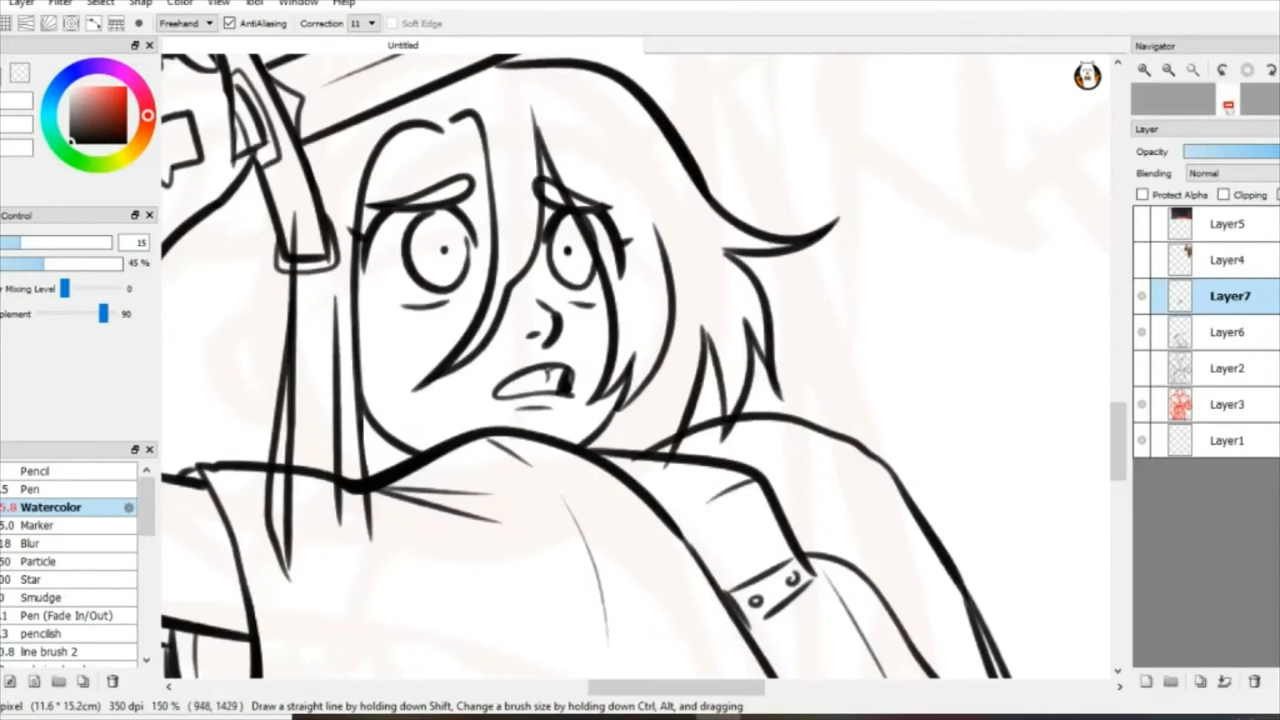 Layer Filter Select Snap Color View Tool Window Help
Freehand AntiAliasing Correction 11 Soft Edge
Untitled
Navigator
Layer
Opacity
Blending Normal
Protect Alpha Clipping
Layer5
Layer4
Layer7
Layer6
Layer2
Layer3
Layer1
Control
15
45 %
Mixing Level 0
90
Pencil
.5 Pen
5.8 Watercolor
5.0 Marker
18 Blur
50 Particle
00 Star
Smudge
.1 Pen (Fade In/Out)
.3 pencilish
0.8 line brush 2
pixel (11.6 * 15.2cm) 350 dpi 150 % ( 948, 1429 ) Draw a straight line by holding down Shift, Change a brush size by holding down Ctrl, Alt, and dragging